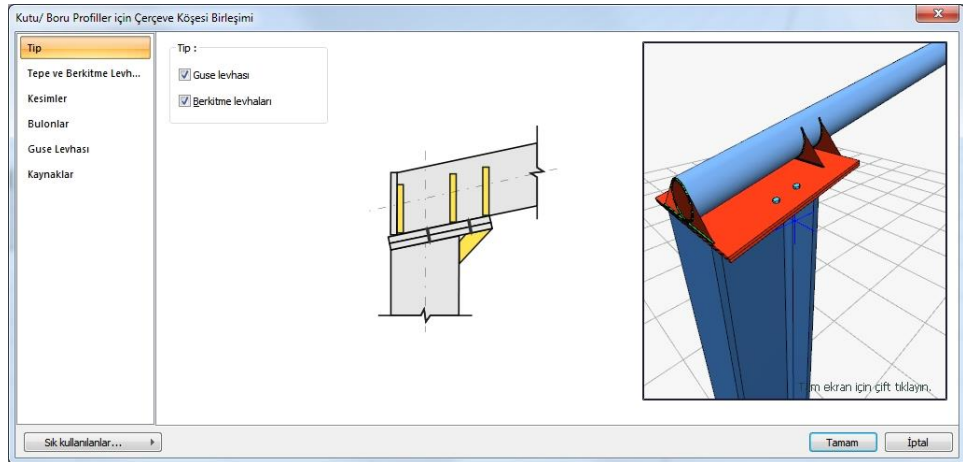 Kutu/ Boru Profiller için Çerçeve Köşesi Birleşimi
Tip
Tepe ve Berkitme Levh...
Kesimler
Bulonlar
Guse Levhası
Kaynaklar
Tip :
Guse levhası
Berkitme levhaları
Tüm ekran için çift tıklayın.
Sık kullanılanlar...
Tamam
İptal